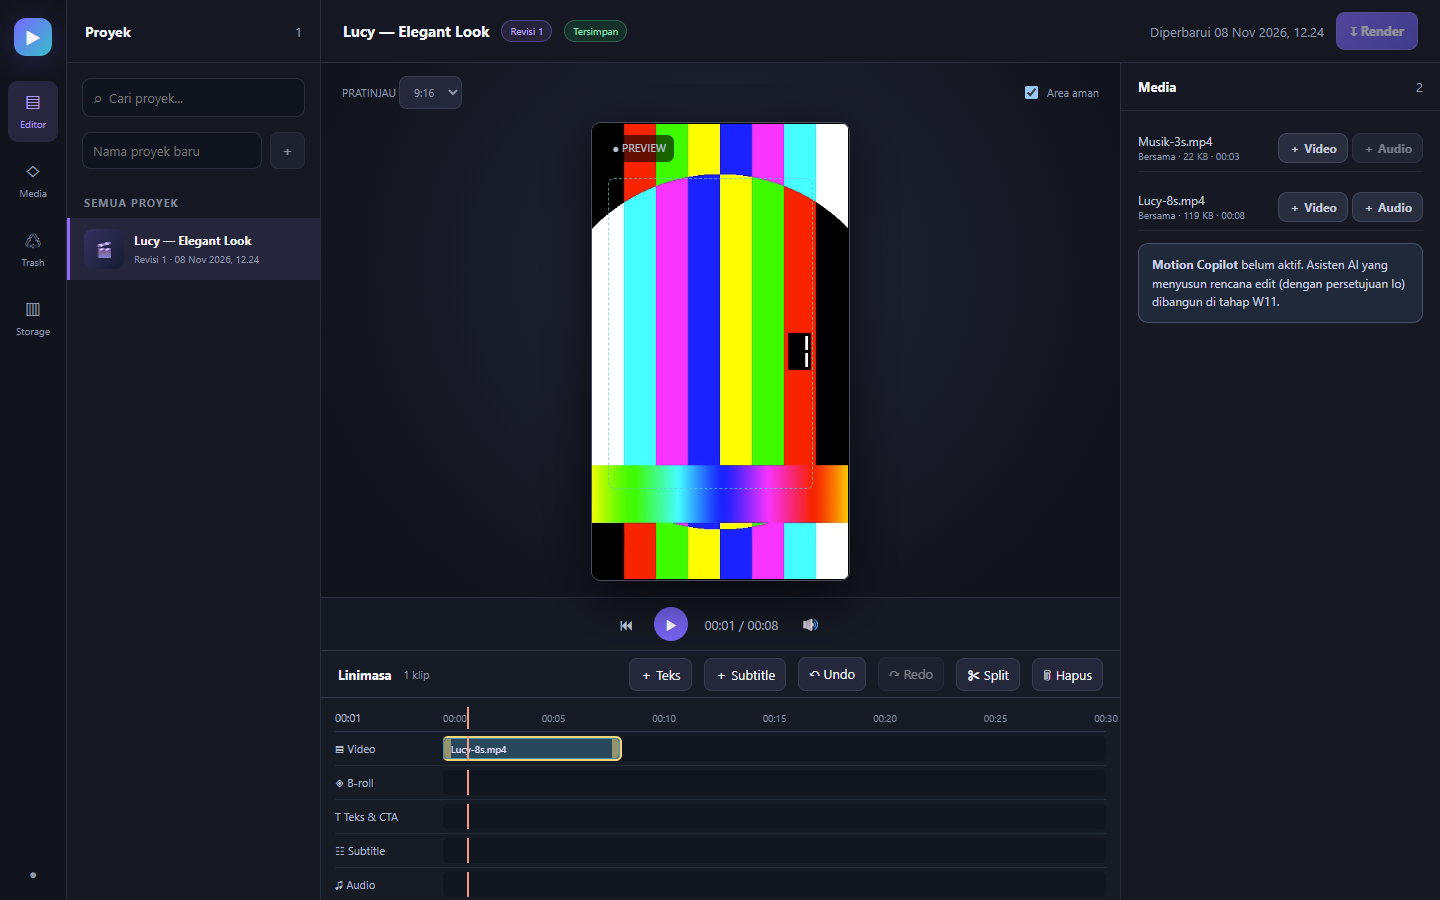 Proyek
1
Lucy — Elegant Look
Revisi 1
Tersimpan
Diperbarui 08 Nov 2026, 12.24
Render
Editor
Media
Trash
Storage
Cari proyek...
Nama proyek baru
+
SEMUA PROYEK
Lucy — Elegant Look
Revisi 1 · 08 Nov 2026, 12.24
PRATINJAU
9:16
Area aman
PREVIEW
00:01 / 00:08
Linimasa
1 klip
+ Teks
+ Subtitle
Undo
Redo
Split
Hapus
00:01
00:00
00:05
00:10
00:15
00:20
00:25
00:30
Video
Lucy-8s.mp4
B-roll
T Teks & CTA
Subtitle
Audio
Media
2
Musik-3s.mp4
Bersama · 22 KB · 00:03
+ Video
+ Audio
Lucy-8s.mp4
Bersama · 119 KB · 00:08
+ Video
+ Audio
Motion Copilot belum aktif. Asisten AI yang
menyusun rencana edit (dengan persetujuan lo)
dibangun di tahap W11.